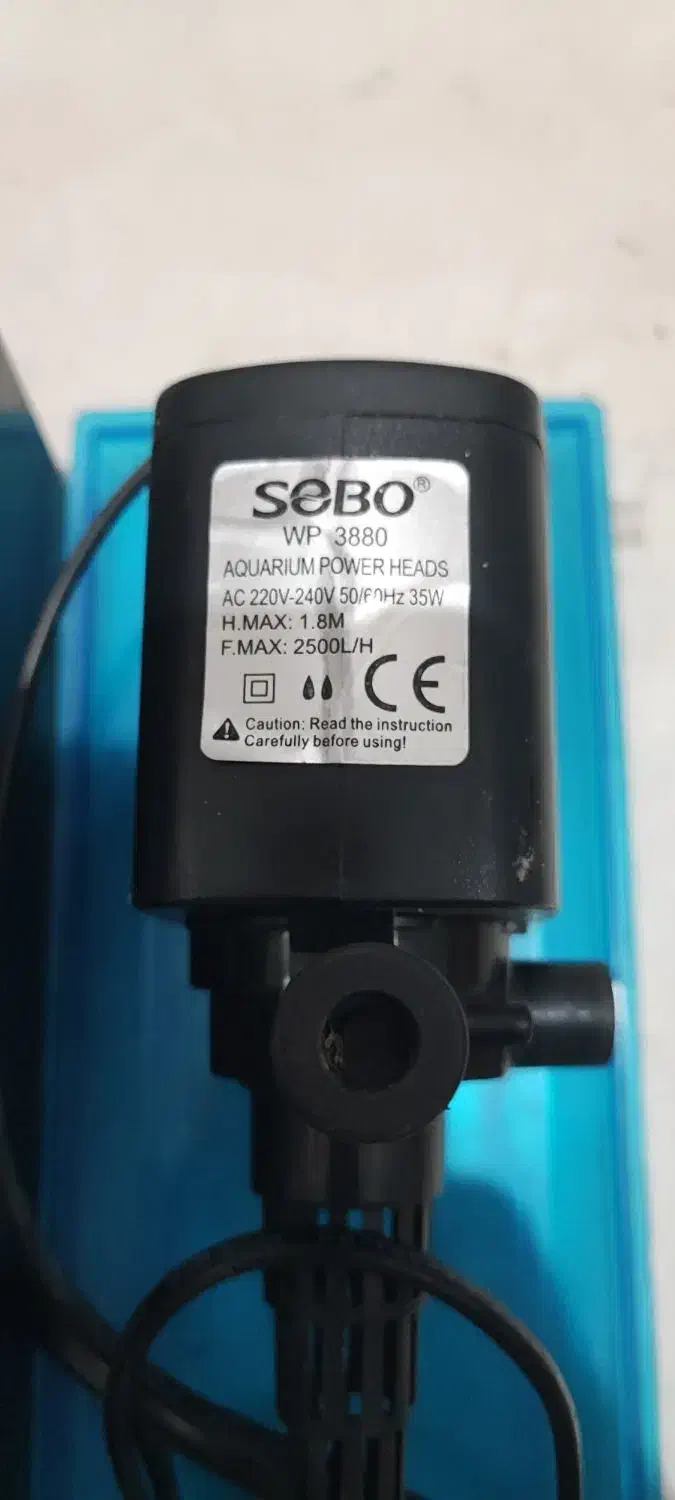 SeBO®
WP 3880
AQUARIUM POWER HEADS
AC 220V-240V 50/60Hz 35W
H.MAX: 1.8M
F.MAX: 2500L/H
CE
Caution: Read the instruction
Carefully before using!